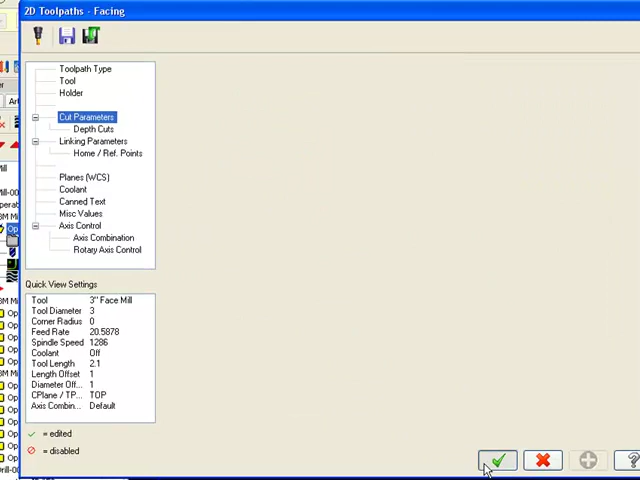 2D Toolpaths - Facing
Toolpath Type
Tool
Holder
Cut Parameters
Depth Cuts
Linking Parameters
Home / Ref. Points
Planes (WCS)
Coolant
Canned Text
Misc Values
Axis Control
Axis Combination
Rotary Axis Control
Quick View Settings
Tool 3" Face Mill
Tool Diameter 3
Corner Radius 0
Feed Rate 20.5878
Spindle Speed 1286
Coolant Off
Tool Length 2.1
Length Offset 1
Diameter Off... 1
CPlane / TP... TOP
Axis Combin... Default
= edited
= disabled